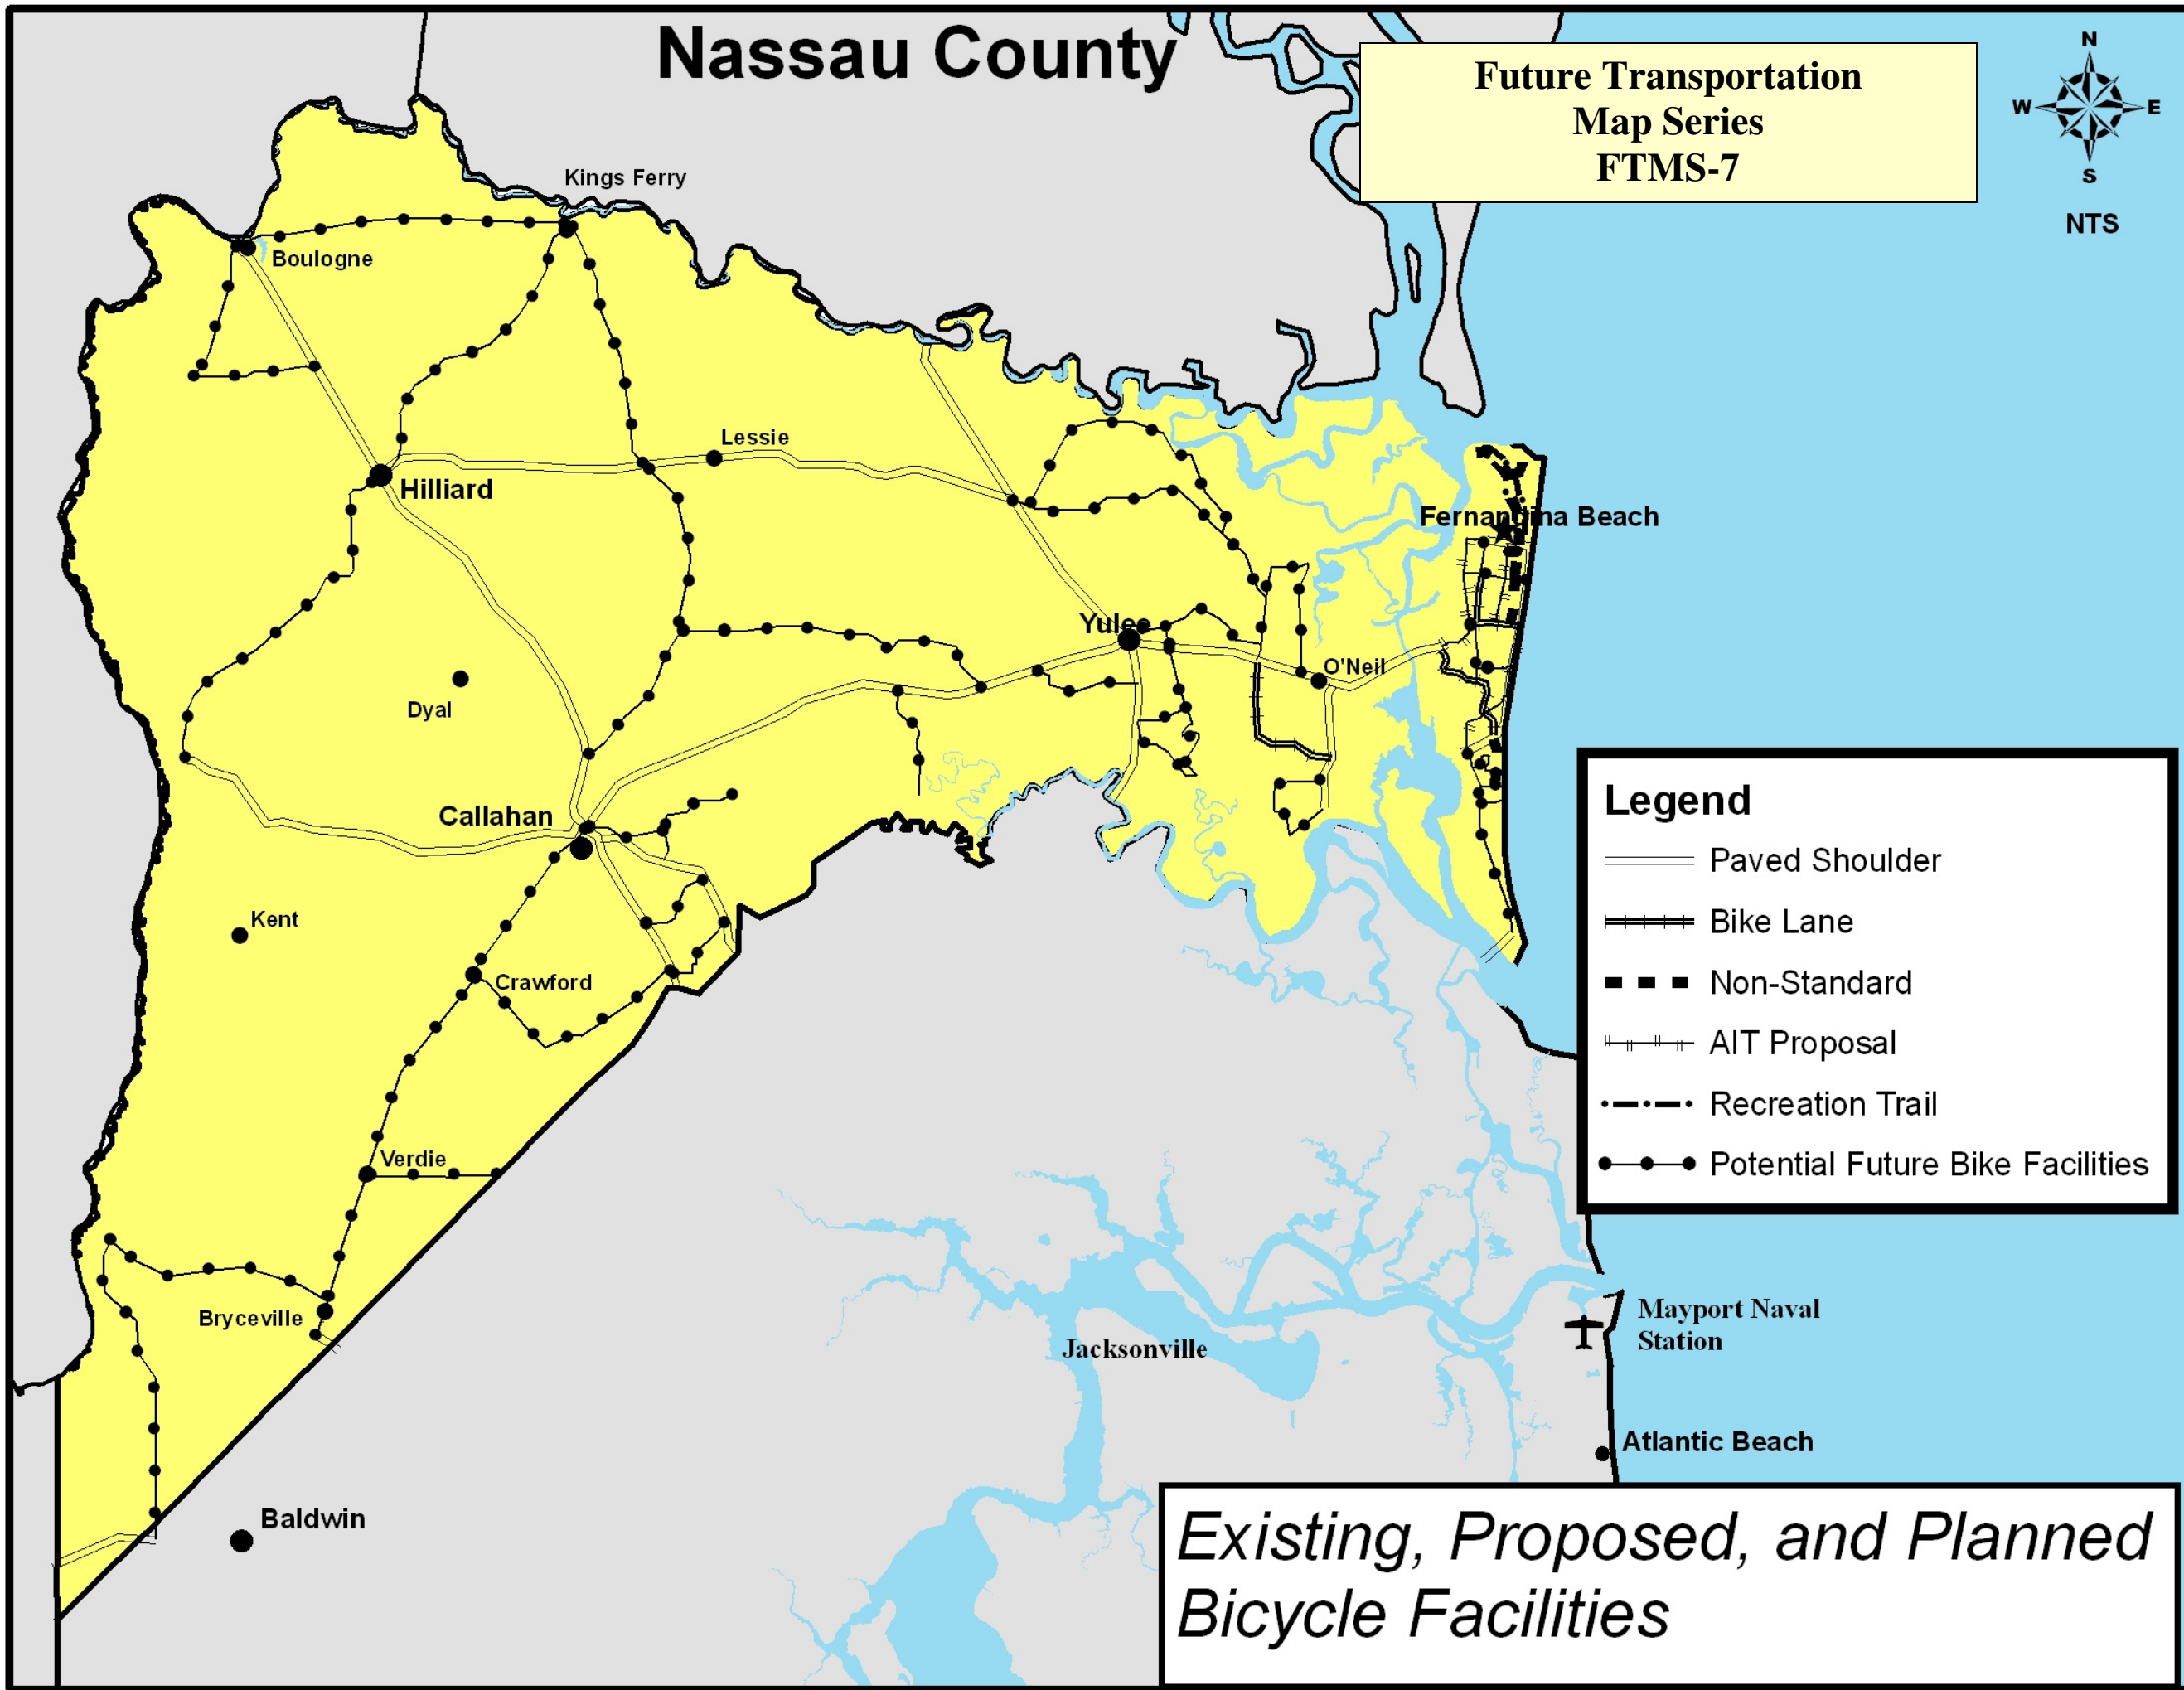 Nassau County
Future Transportation
Map Series
FTMS-7
N
W
E
S
NTS
Kings Ferry
Boulogne
Lessie
Hilliard
Fernandina Beach
Yulee
O'Neil
Dyal
Callahan
Kent
Crawford
Verdie
Bryceville
Baldwin
Jacksonville
Mayport Naval
Station
Atlantic Beach
Legend
Paved Shoulder
Bike Lane
Non-Standard
AIT Proposal
Recreation Trail
Potential Future Bike Facilities
Existing, Proposed, and Planned
Bicycle Facilities